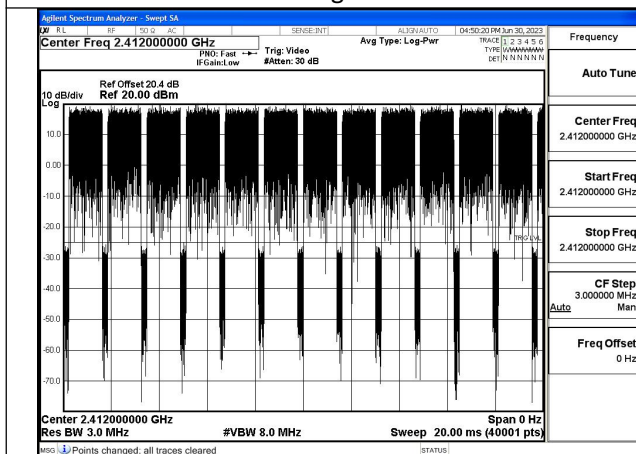 Agilent Spectrum Analyzer - Swept SA
RL RF 50 Ω AC SENSE:INT ALIGNAUTO 04:50:20 PM Jun 30, 2023
Center Freq 2.412000000 GHz
PNO: Fast
IFGain:Low
Trig: Video
#Atten: 30 dB
Avg Type: Log-Pwr
TRACE 1 2 3 4 5 6
TYPE WWWWWW
DET N N N N N N
Ref Offset 20.4 dB
10 dB/div Ref 20.00 dBm
Log
10.0
0.00
-10.0
-20.0
TRIG LVL
-30.0
-40.0
-50.0
-60.0
-70.0
Center 2.412000000 GHz Span 0 Hz
Res BW 3.0 MHz #VBW 8.0 MHz Sweep 20.00 ms (40001 pts)
MSG Points changed; all traces cleared STATUS
Frequency
Auto Tune
Center Freq
2.412000000 GHz
Start Freq
2.412000000 GHz
Stop Freq
2.412000000 GHz
CF Step
3.000000 MHz
Auto Man
Freq Offset
0 Hz